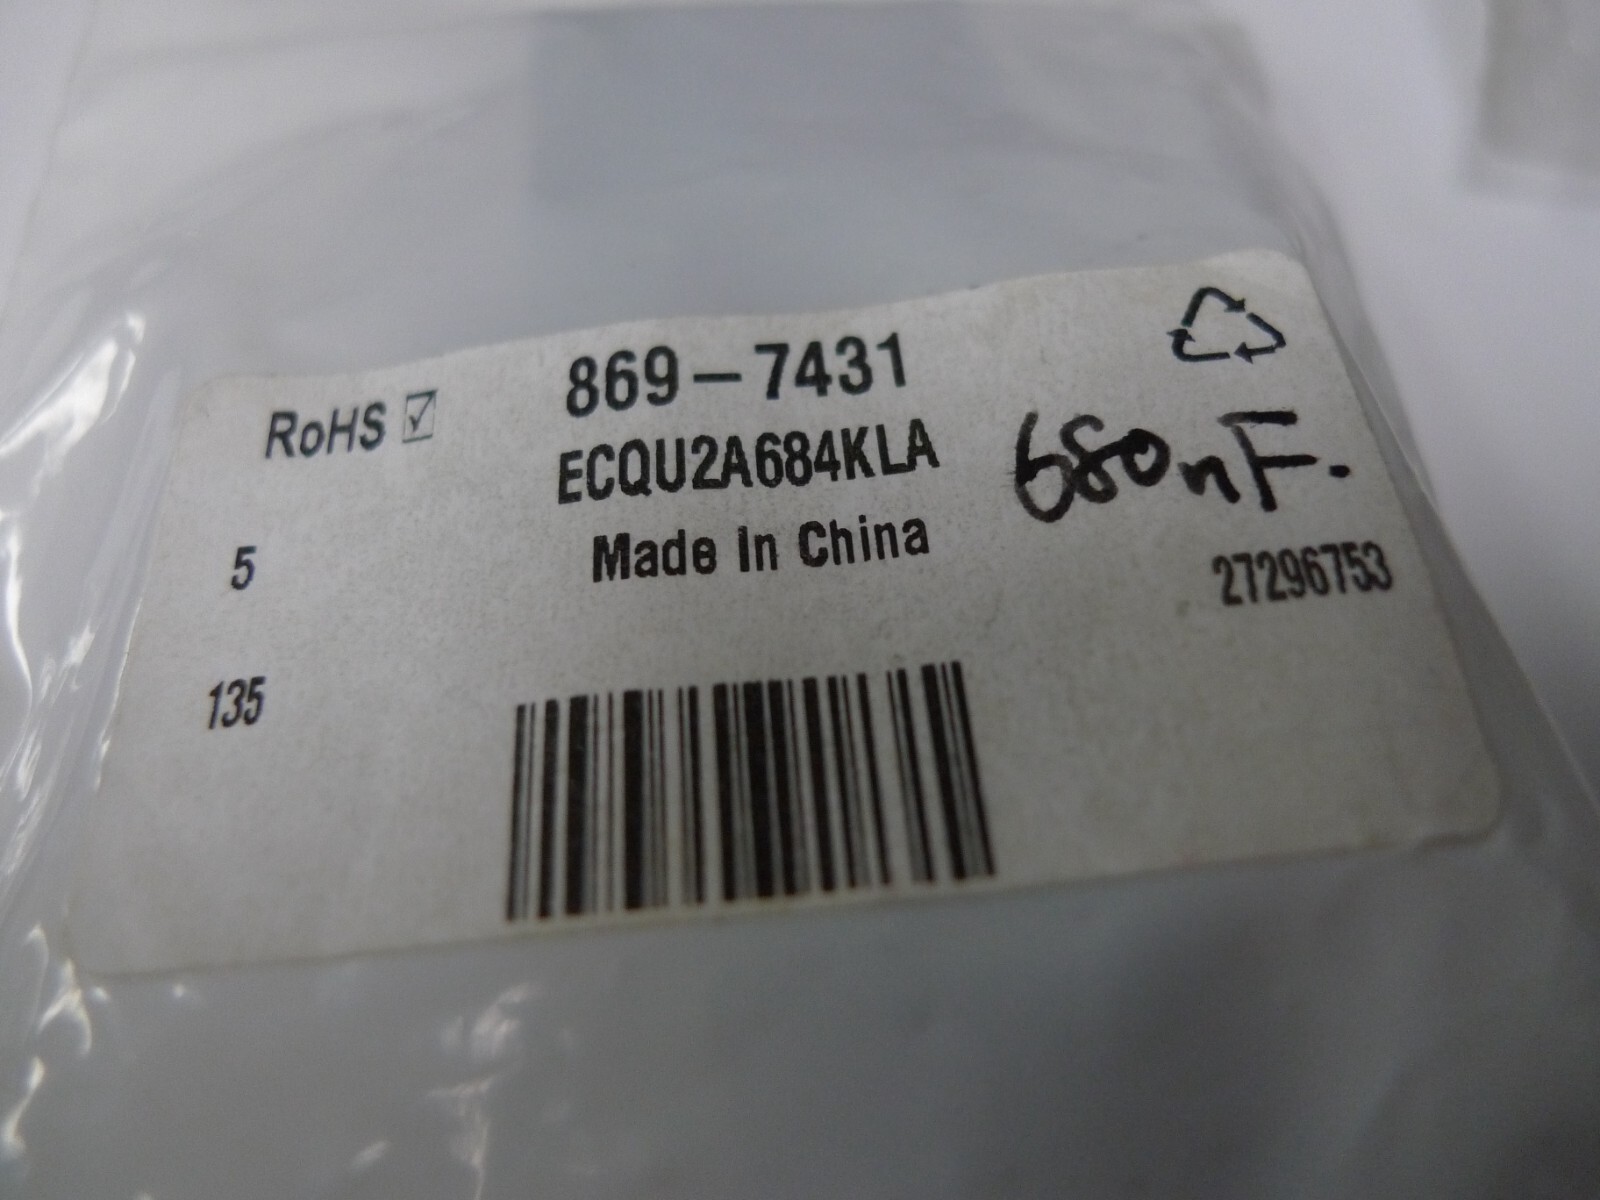 869-7431
RoHS ☑
ECQU2A684KLA
680nF.
Made In China
5
27296753
135